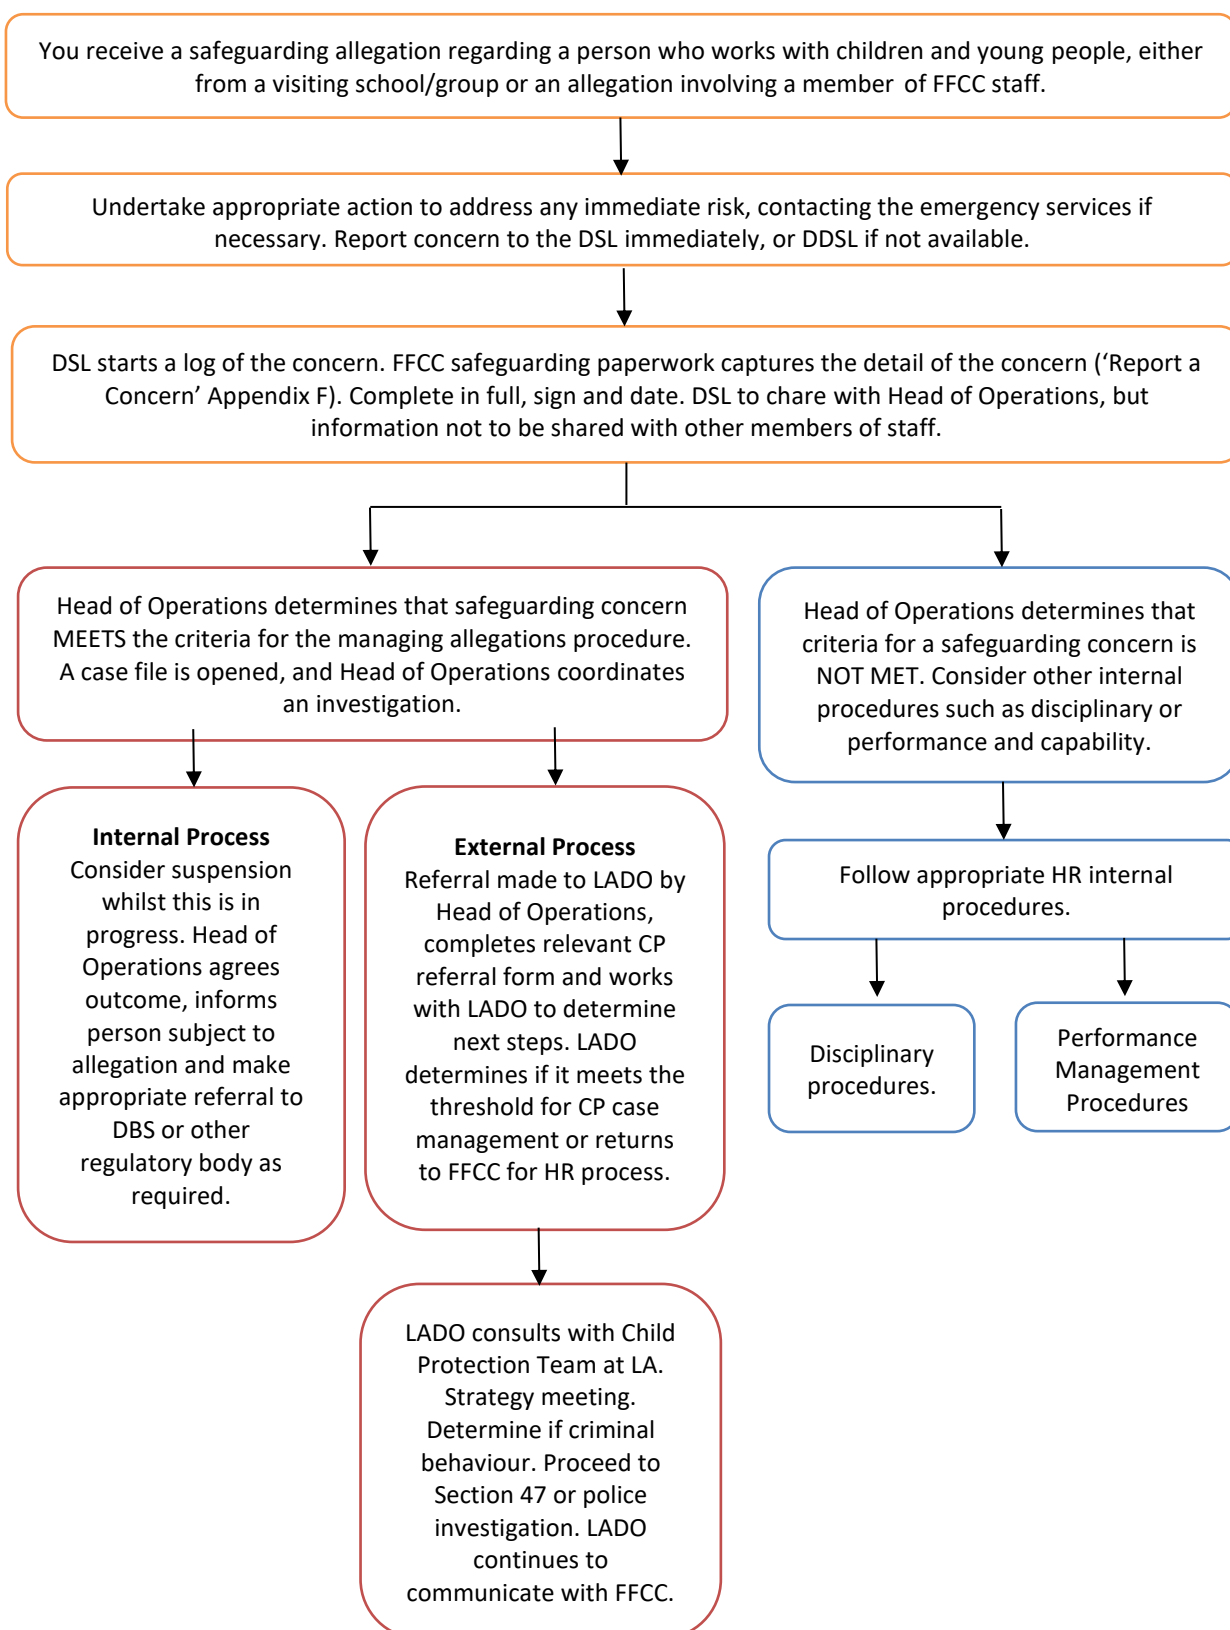 You receive a safeguarding allegation regarding a person who works with children and young people, either
from a visiting school/group or an allegation involving a member of FFCC staff.
Undertake appropriate action to address any immediate risk, contacting the emergency services if
necessary. Report concern to the DSL immediately, or DDSL if not available.
DSL starts a log of the concern. FFCC safeguarding paperwork captures the detail of the concern (‘Report a
Concern’ Appendix F). Complete in full, sign and date. DSL to share with Head of Operations, but
information not to be shared with other members of staff.
Head of Operations determines that safeguarding concern
MEETS the criteria for the managing allegations procedure.
A case file is opened, and Head of Operations coordinates
an investigation.
Head of Operations determines that
criteria for a safeguarding concern is
NOT MET. Consider other internal
procedures such as disciplinary or
performance and capability.
Internal Process
Consider suspension
whilst this is in
progress. Head of
Operations agrees
outcome, informs
person subject to
allegation and make
appropriate referral to
DBS or other
regulatory body as
required.
External Process
Referral made to LADO by
Head of Operations,
completes relevant CP
referral form and works
with LADO to determine
next steps. LADO
determines if it meets the
threshold for CP case
management or returns
to FFCC for HR process.
Follow appropriate HR internal
procedures.
Disciplinary
procedures.
Performance
Management
Procedures
LADO consults with Child
Protection Team at LA.
Strategy meeting.
Determine if criminal
behaviour. Proceed to
Section 47 or police
investigation. LADO
continues to
communicate with FFCC.